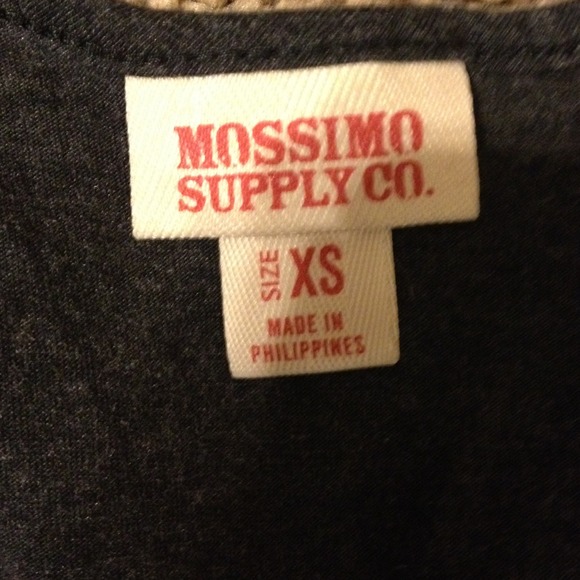 MOSSIMO
SUPPLY CO.
SIZE XS
MADE IN
PHILIPPINES